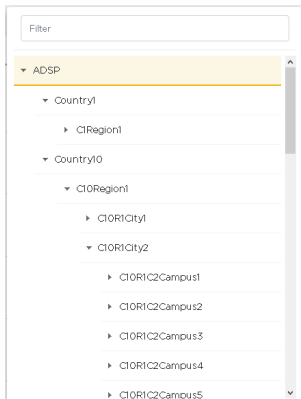 Filter
ADSP
Country1
C1Region1
Country10
C10Region1
C10R1City1
C10R1City2
C10R1C2Campus1
C10R1C2Campus2
C10R1C2Campus3
C10R1C2Campus4
C10R1C2Campus5